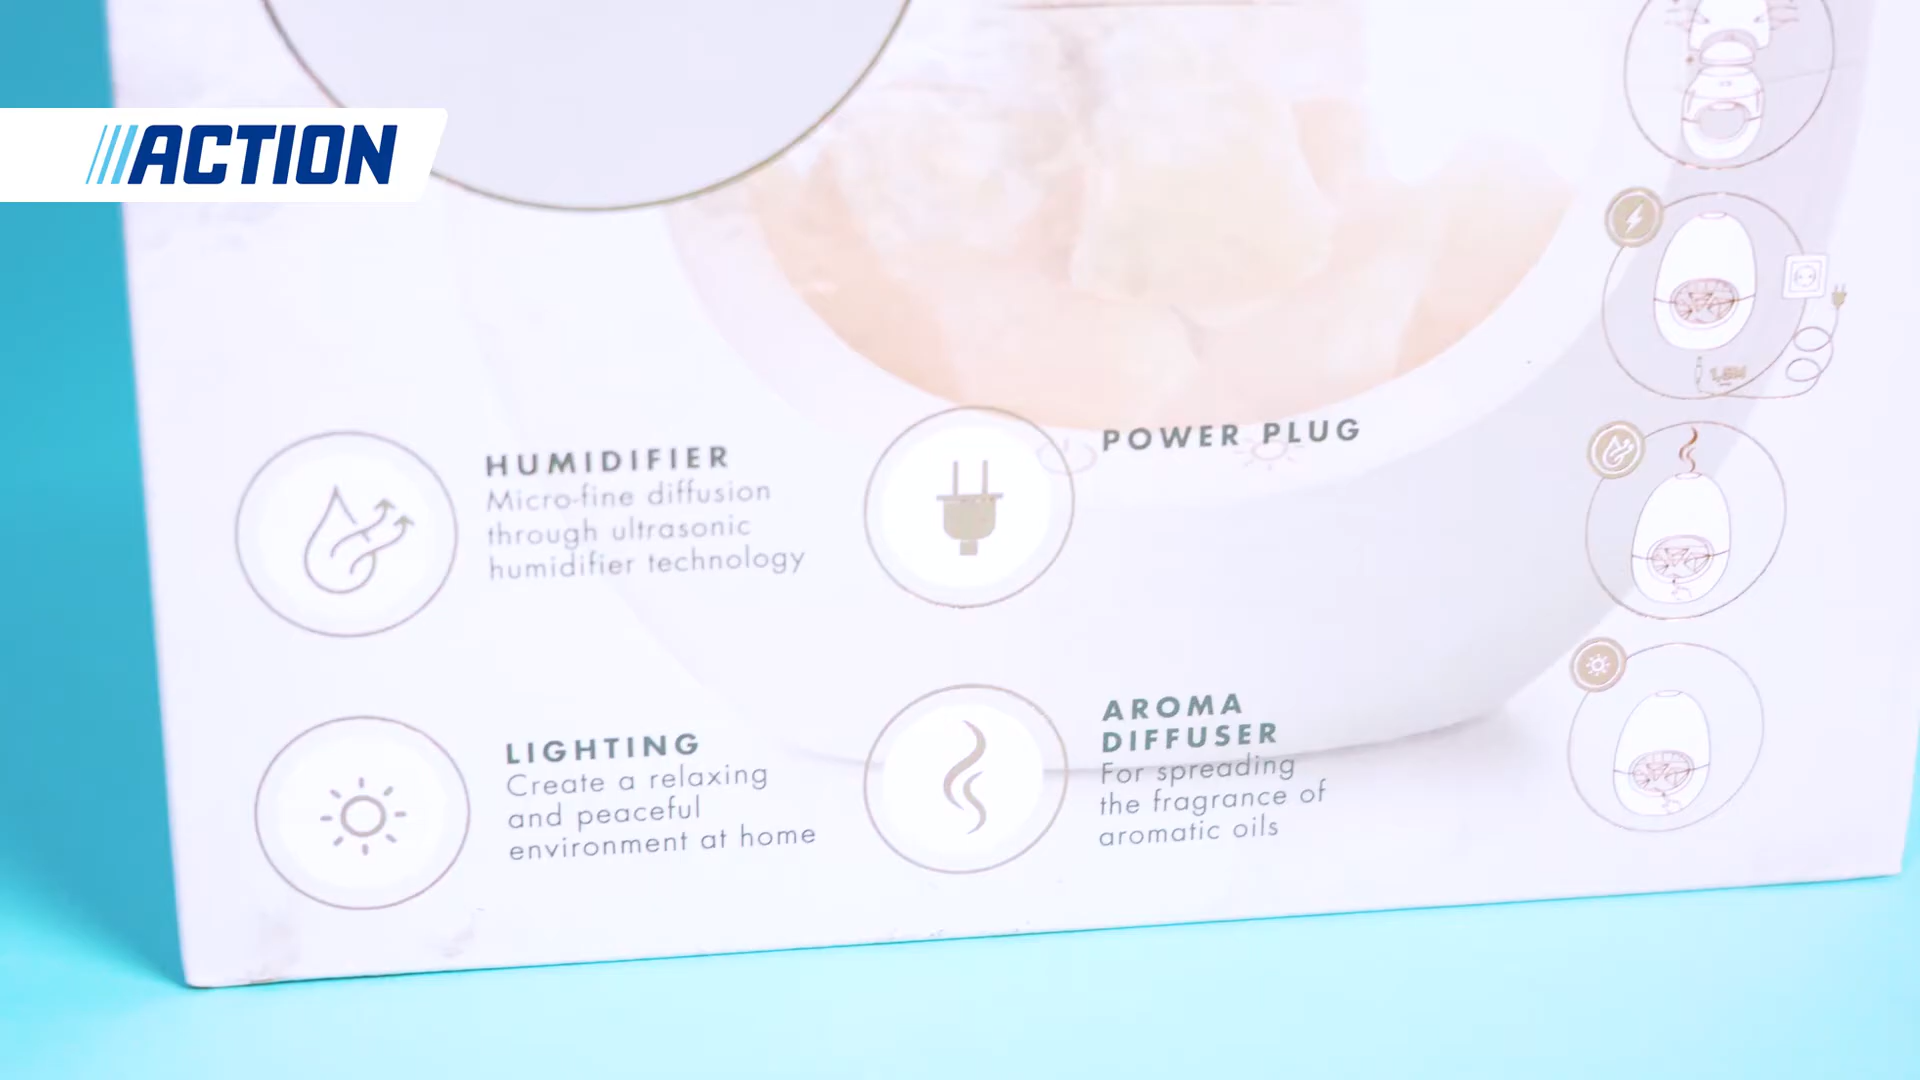 ACTION
HUMIDIFIER
Micro-fine diffusion
through ultrasonic
humidifier technology
POWER PLUG
LIGHTING
Create a relaxing
and peaceful
environment at home
AROMA
DIFFUSER
For spreading
the fragrance of
aromatic oils